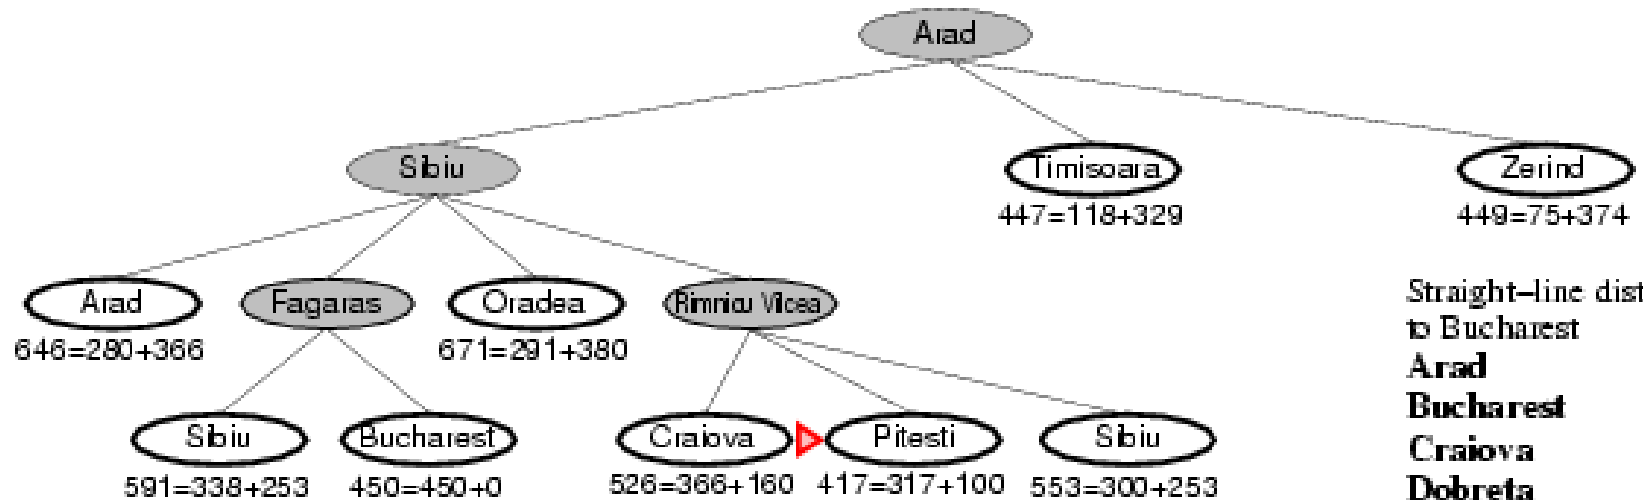 Arad
Sibiu Timisoara Zerind
447=118+329 449=75+374
Arad Fagaras Oradea Rimnicu Vilcea
646=280+366 671=291+380
Sibiu Bucharest Craiova Pitesti Sibiu
591=338+253 450=450+0 526=366+160 417=317+100 553=300+253
Straight–line dist
to Bucharest
Arad
Bucharest
Craiova
Dobreta